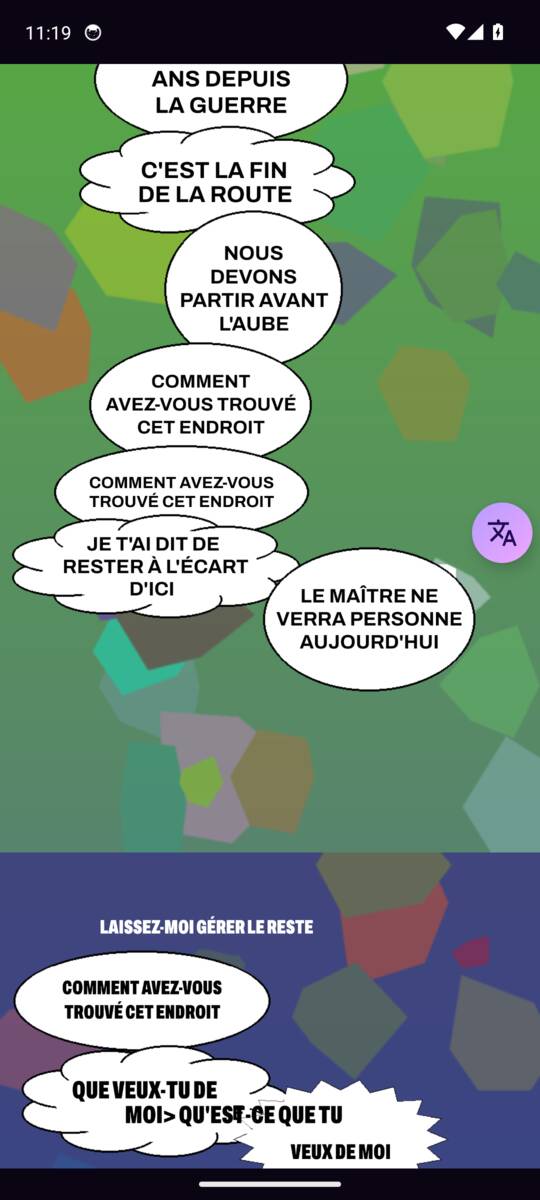 11:19
ANS DEPUIS
LA GUERRE
C'EST LA FIN
DE LA ROUTE
NOUS
DEVONS
PARTIR AVANT
L'AUBE
COMMENT
AVEZ-VOUS TROUVÉ
CET ENDROIT
COMMENT AVEZ-VOUS
TROUVÉ CET ENDROIT
JE T'AI DIT DE
RESTER À L'ÉCART
D'ICI
LE MAÎTRE NE
VERRA PERSONNE
AUJOURD'HUI
LAISSEZ-MOI GÉRER LE RESTE
COMMENT AVEZ-VOUS
TROUVÉ CET ENDROIT
QUE VEUX-TU DE
MOI> QU'EST-CE QUE TU
VEUX DE MOI